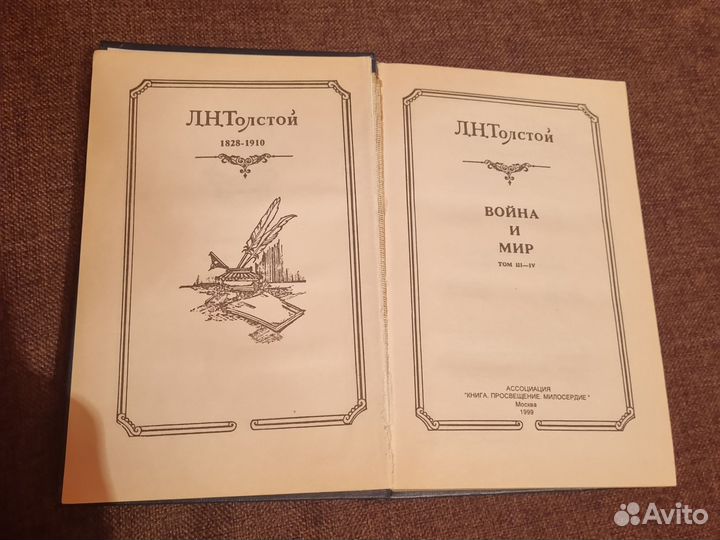 Л.Н.Толстой
1828-1910
Л.Н.Толстой
ВОЙНА
И
МИР
ТОМ III—IV
АССОЦИАЦИЯ
"КНИГА. ПРОСВЕЩЕНИЕ. МИЛОСЕРДИЕ"
Москва
1999
Avito